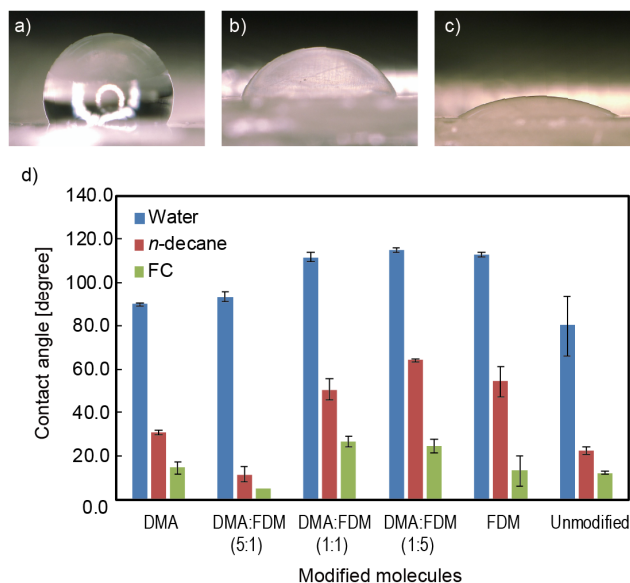 a)
b)
c)
d)
140.0
120.0
100.0
80.0
60.0
40.0
20.0
0.0
Contact angle [degree]
Water
n-decane
FC
DMA
DMA:FDM
(5:1)
DMA:FDM
(1:1)
DMA:FDM
(1:5)
FDM
Unmodified
Modified molecules